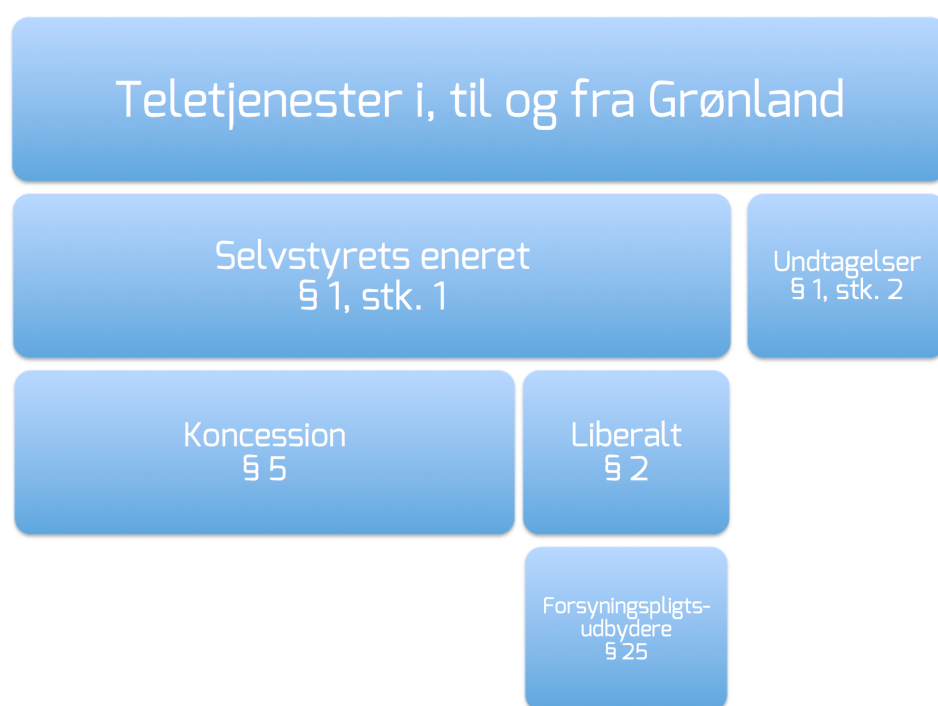 Teletjenester i, til og fra Grønland
Selvstyrets eneret
§ 1, stk. 1
Undtagelser
§ 1, stk. 2
Koncession
§ 5
Liberalt
§ 2
Forsyningspligts-
udbydere
§ 25